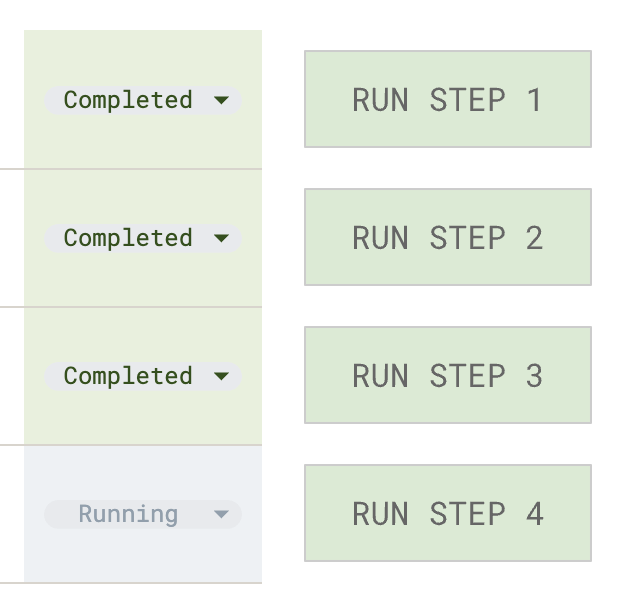 Completed
RUN STEP 1
Completed
RUN STEP 2
Completed
RUN STEP 3
Running
RUN STEP 4